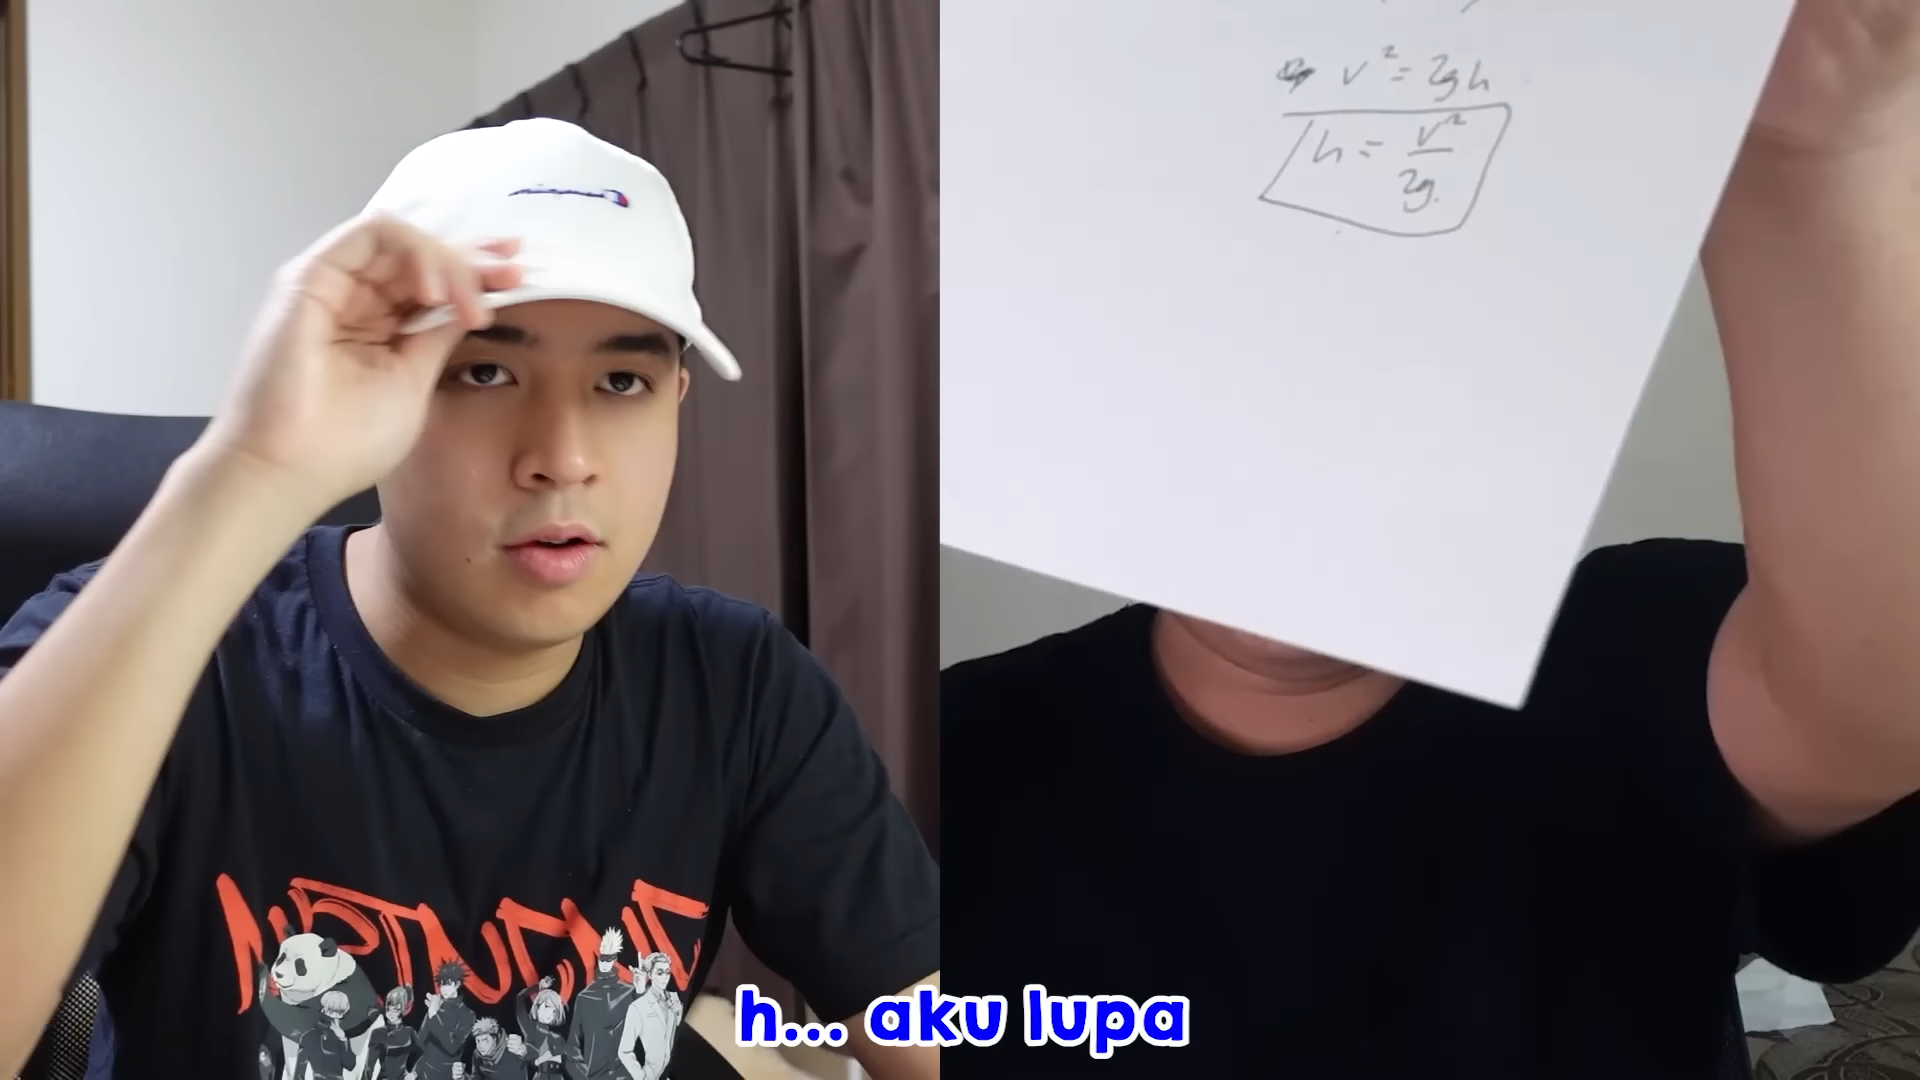 v² = 2gh
h = v²/2g
h... aku lupa